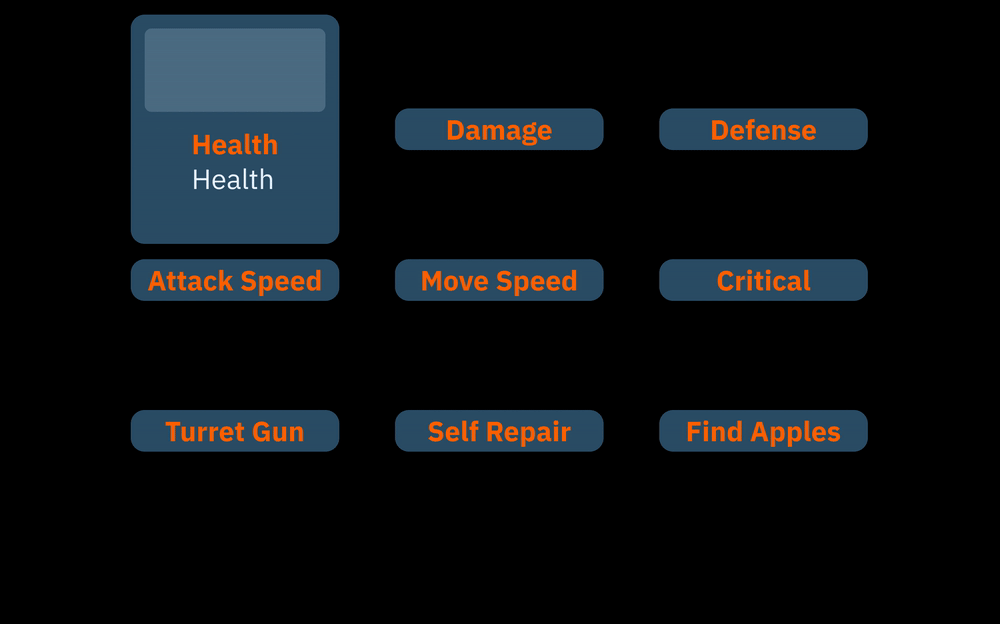 Health
Health
Damage
Defense
Attack Speed
Move Speed
Critical
Turret Gun
Self Repair
Find Apples